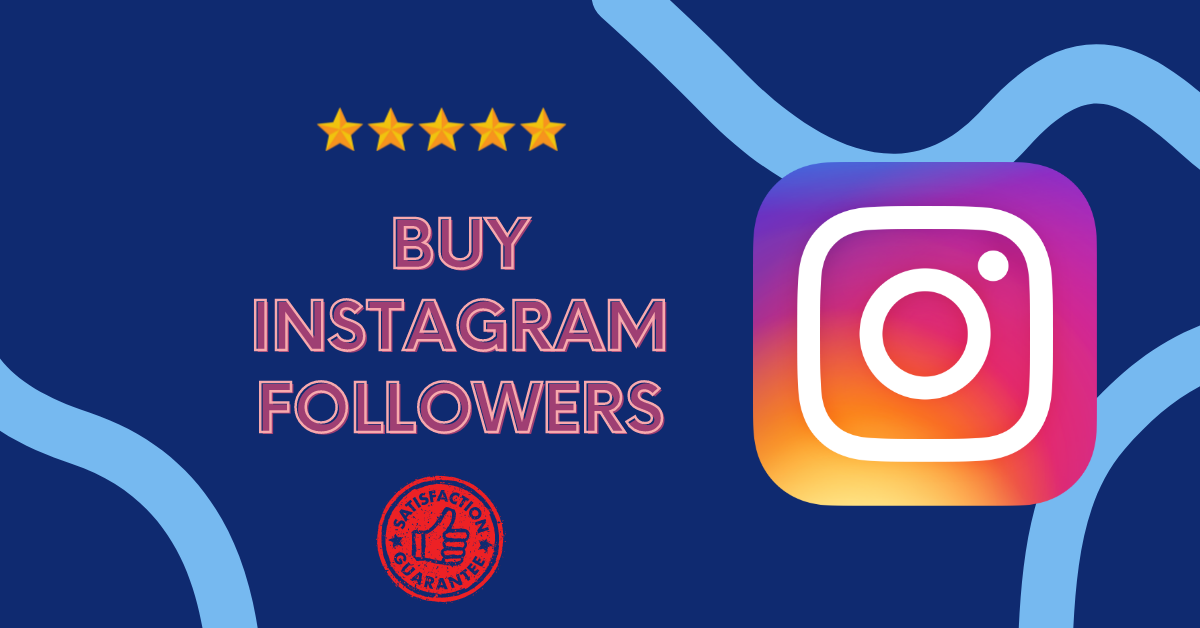 BUY
INSTAGRAM
FOLLOWERS
SATISFACTION
GUARANTEE